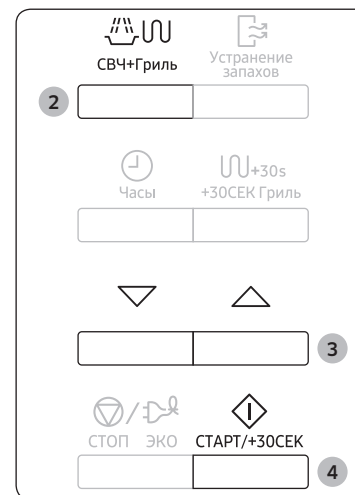 СВЧ+Гриль
Устранение
запахов
2
+30s
Часы
+30СЕК Гриль
3
СТОП ЭКО СТАРТ/+30СЕК
4